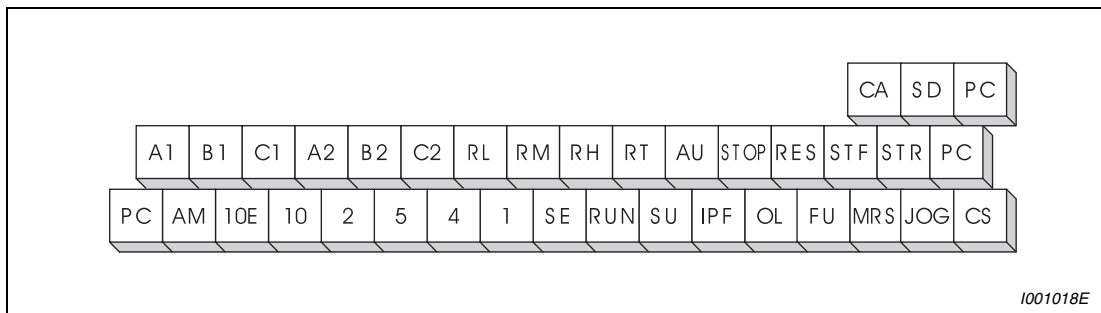 CA SD PC
A1 B1 C1 A2 B2 C2 RL RM RH RT AU STOP RES STF STR PC
PC AM 10E 10 2 5 4 1 SE RUN SU IPF OL FU MRS JOG CS
I001018E